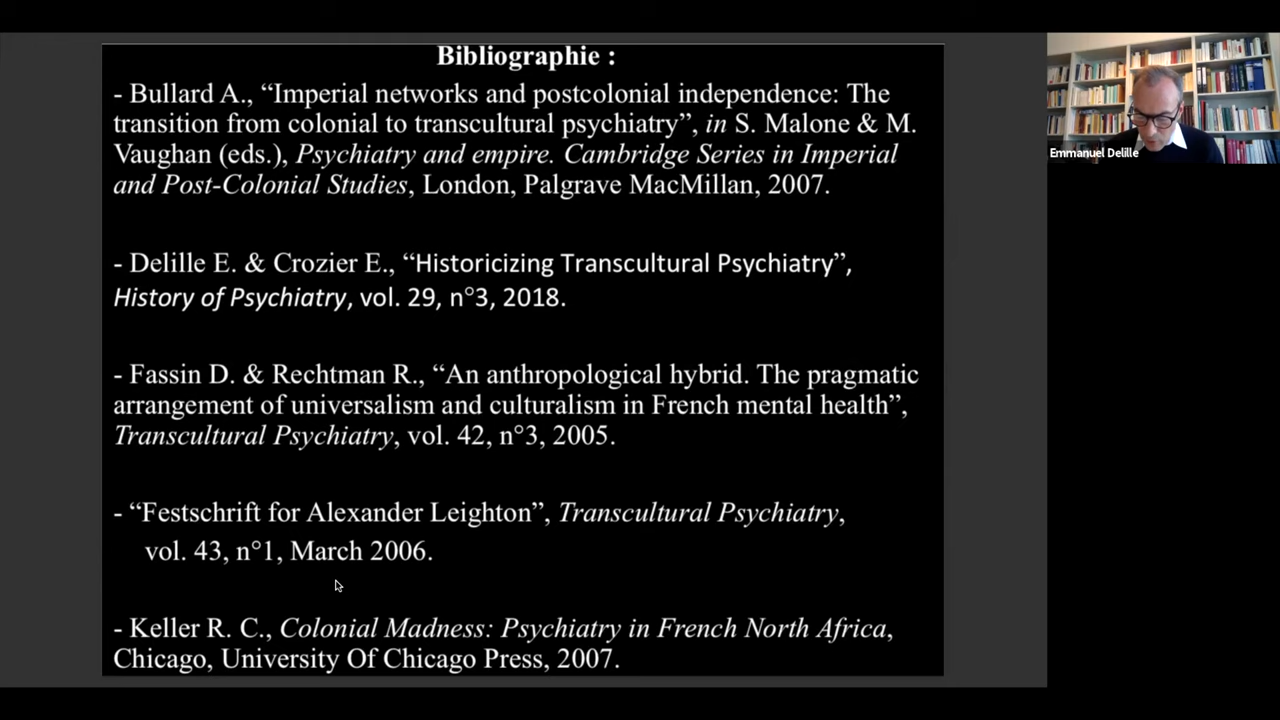 Bibliographie :
- Bullard A., “Imperial networks and postcolonial independence: The
transition from colonial to transcultural psychiatry”, in S. Malone & M.
Vaughan (eds.), Psychiatry and empire. Cambridge Series in Imperial
and Post-Colonial Studies, London, Palgrave MacMillan, 2007.
- Delille E. & Crozier E., “Historicizing Transcultural Psychiatry”,
History of Psychiatry, vol. 29, n°3, 2018.
- Fassin D. & Rechtman R., “An anthropological hybrid. The pragmatic
arrangement of universalism and culturalism in French mental health”,
Transcultural Psychiatry, vol. 42, n°3, 2005.
- “Festschrift for Alexander Leighton”, Transcultural Psychiatry,
vol. 43, n°1, March 2006.
- Keller R. C., Colonial Madness: Psychiatry in French North Africa,
Chicago, University Of Chicago Press, 2007.
Emmanuel Delille